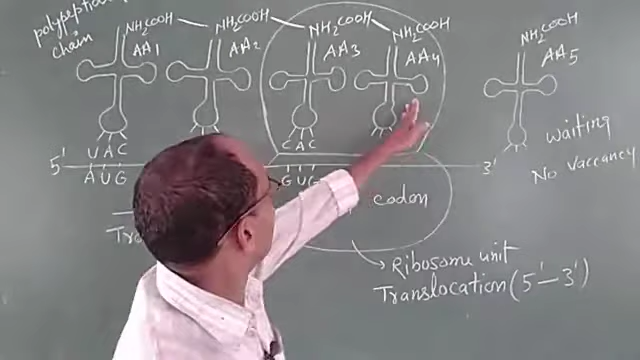 polypeptide
chain
NH2COOH NH2COOH NH2COOH NH2COOH NH2COOH
AA1 AA2 AA3 AA4 AA5
UAC CAC
5' AUG GUG 3'
waiting
No vaccancy
codon
Ribosome unit
Translocation (5'—3')